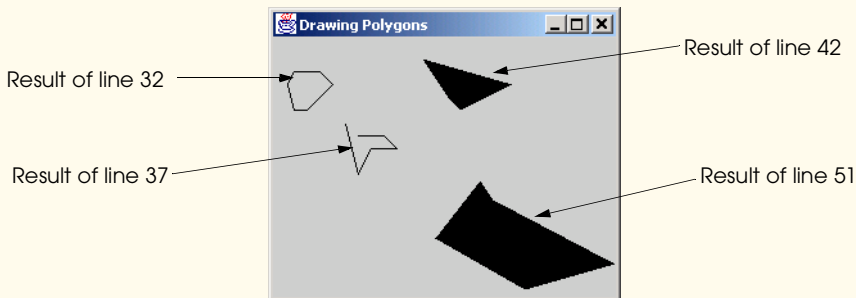 Drawing Polygons
Result of line 42
Result of line 32
Result of line 37
Result of line 51